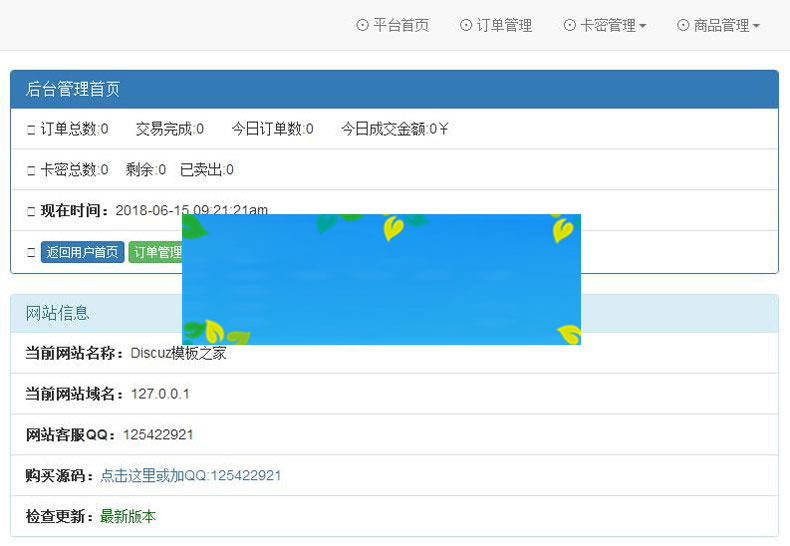 平台首页 订单管理 卡密管理 商品管理
后台管理首页
订单总数:0 交易完成:0 今日订单数:0 今日成交金额:0￥
卡密总数:0 剩余:0 已卖出:0
现在时间：2018-06-15 09:21:21am
返回用户首页 订单管理
网站信息
当前网站名称：Discuz模板之家
当前网站域名：127.0.0.1
网站客服QQ：125422921
购买源码：点击这里或加QQ:125422921
检查更新：最新版本